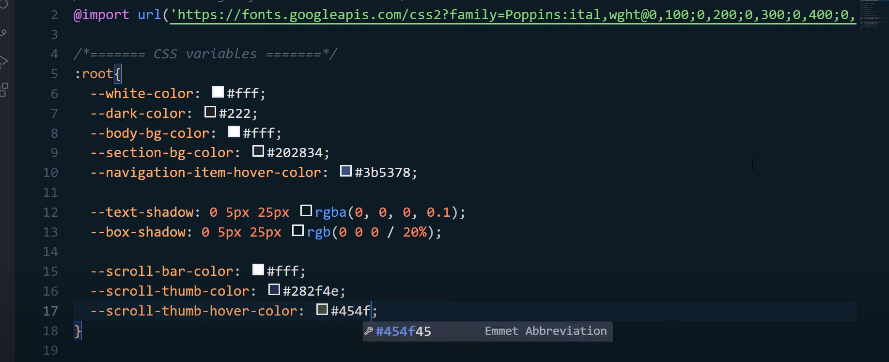 2 @import url('https://fonts.googleapis.com/css2?family=Poppins:ital,wght@0,100;0,200;0,300;0,400;0,
3
4 /*======= CSS variables =======*/
5 :root{
6 --white-color: #fff;
7 --dark-color: #222;
8 --body-bg-color: #fff;
9 --section-bg-color: #202834;
10 --navigation-item-hover-color: #3b5378;
11
12 --text-shadow: 0 5px 25px rgba(0, 0, 0, 0.1);
13 --box-shadow: 0 5px 25px rgb(0 0 0 / 20%);
14
15 --scroll-bar-color: #fff;
16 --scroll-thumb-color: #282f4e;
17 --scroll-thumb-hover-color: #454f;
#454f45 Emmet Abbreviation
18 }
19